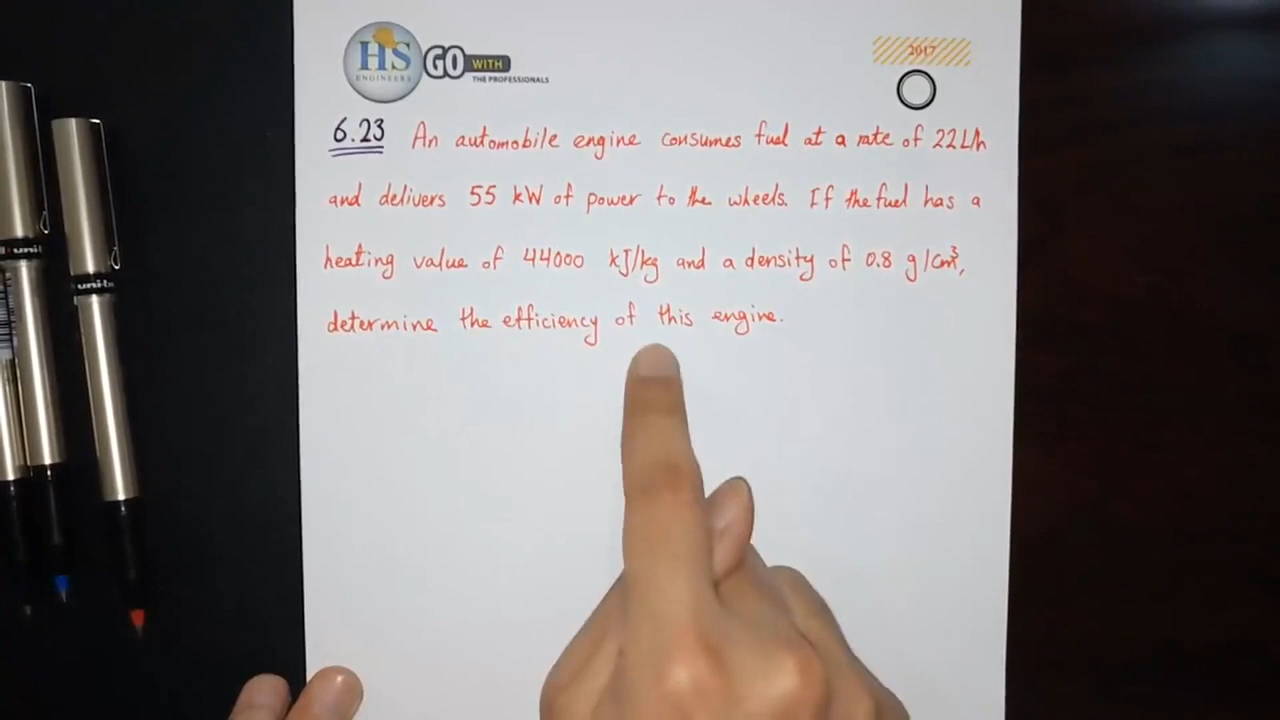 HS
ENGINEERS
GO WITH
THE PROFESSIONALS
2017
6.23 An automobile engine consumes fuel at a rate of 22 L/h
and delivers 55 kW of power to the wheels. If the fuel has a
heating value of 44000 kJ/kg and a density of 0.8 g/cm³,
determine the efficiency of this engine.
uni
uni